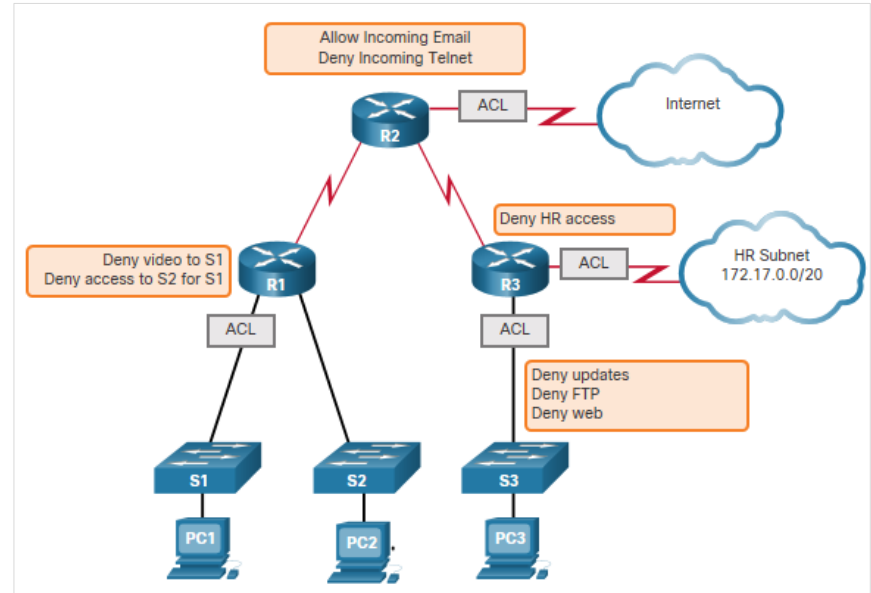 Allow Incoming Email
Deny Incoming Telnet
ACL
Internet
R2
Deny HR access
Deny video to S1
Deny access to S2 for S1
R1
R3
ACL
HR Subnet
172.17.0.0/20
ACL
ACL
Deny updates
Deny FTP
Deny web
S1
S2
S3
PC1
PC2
PC3